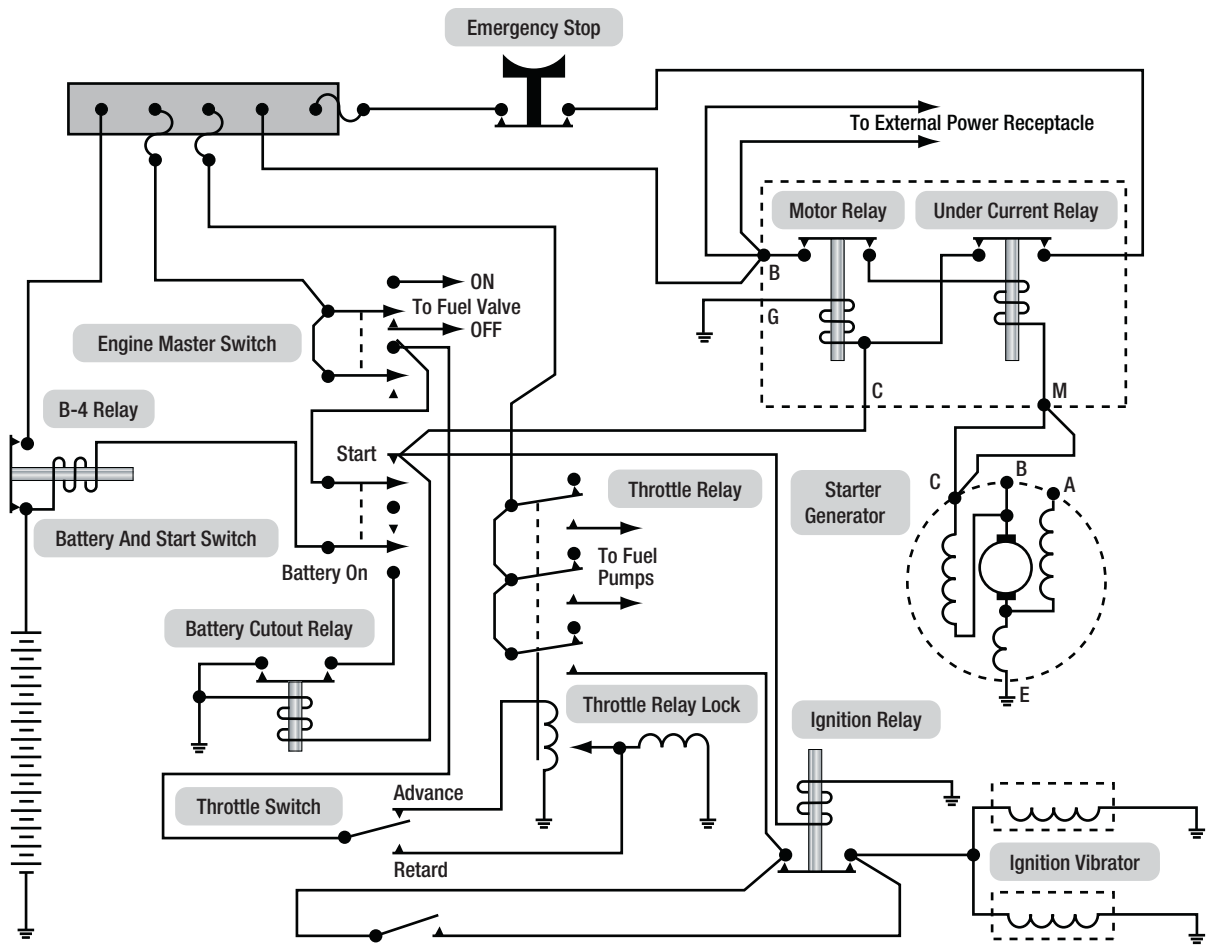 Emergency Stop
To External Power Receptacle
Motor Relay
Under Current Relay
B
G
C
M
ON
To Fuel Valve
OFF
Engine Master Switch
B-4 Relay
Start
Battery And Start Switch
Battery On
Throttle Relay
To Fuel
Pumps
Starter
Generator
C
B
A
E
Battery Cutout Relay
Throttle Relay Lock
Ignition Relay
Throttle Switch
Advance
Retard
Ignition Vibrator